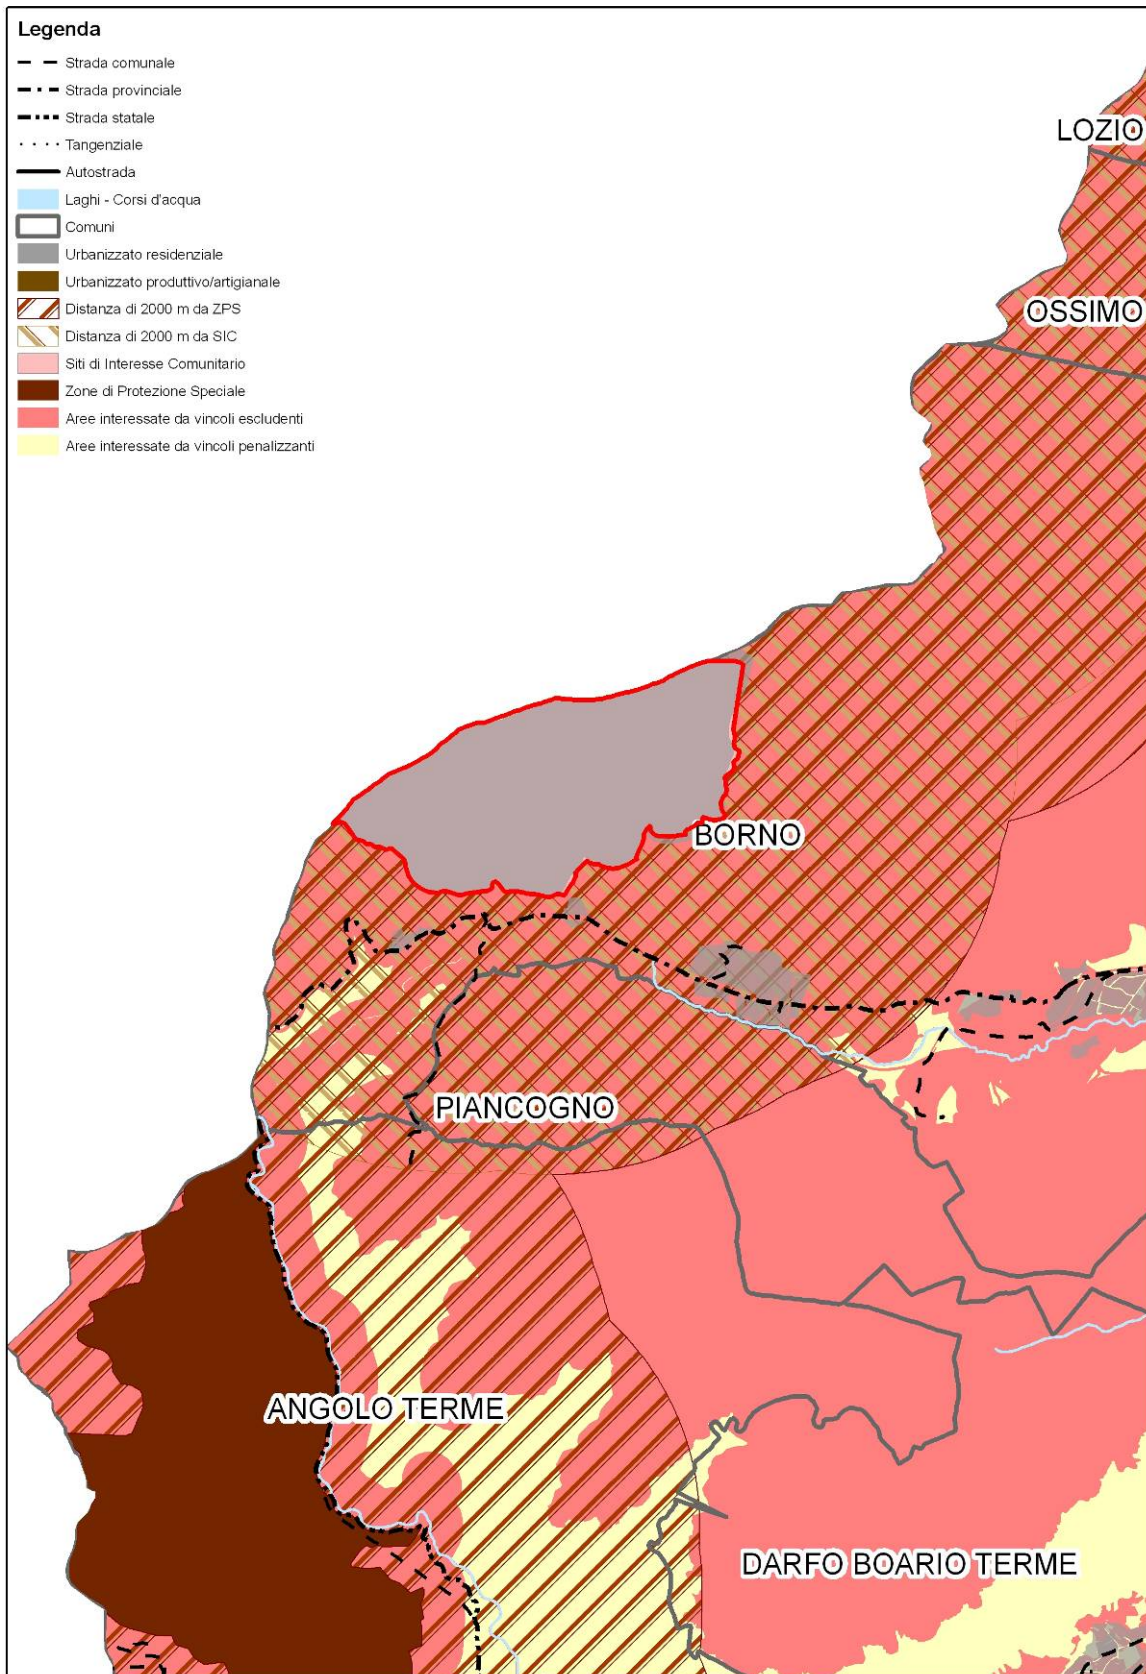 Legenda
Strada comunale
Strada provinciale
Strada statale
Tangenziale
Autostrada
Laghi - Corsi d'acqua
Comuni
Urbanizzato residenziale
Urbanizzato produttivo/artigianale
Distanza di 2000 m da ZPS
Distanza di 2000 m da SIC
Siti di Interesse Comunitario
Zone di Protezione Speciale
Aree interessate da vincoli escludenti
Aree interessate da vincoli penalizzanti
LOZIO
OSSIMO
BORNO
PIANCOGNO
ANGOLO TERME
DARFO BOARIO TERME